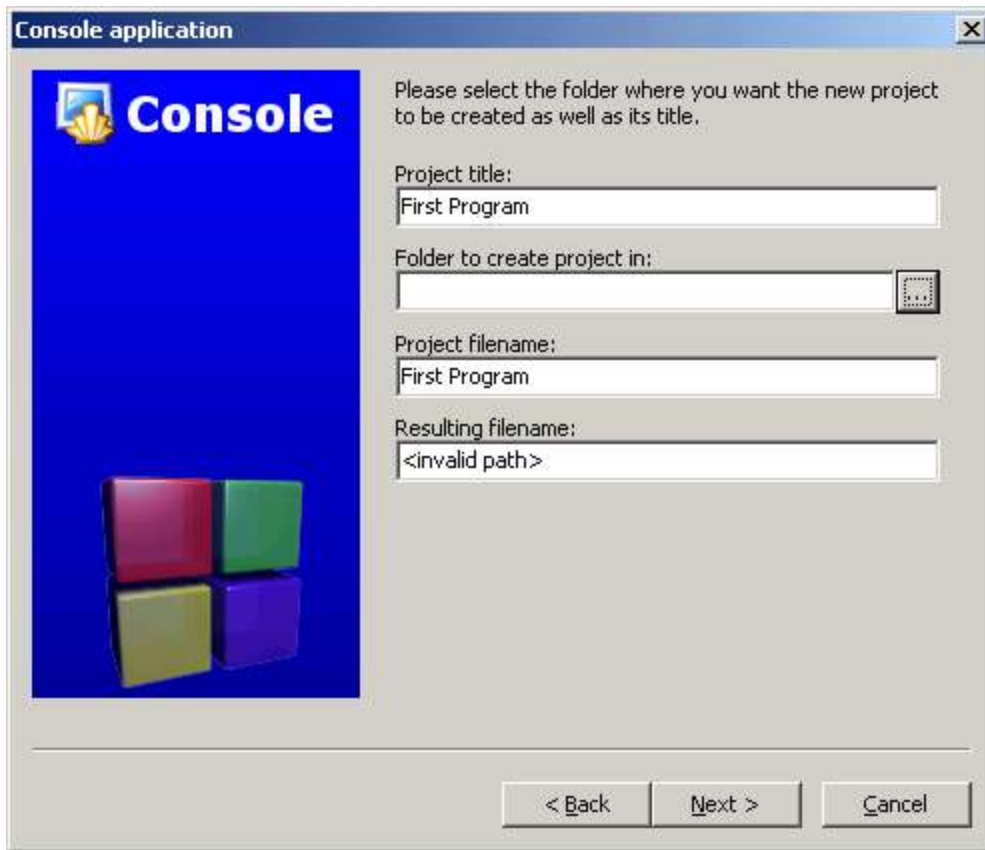 Console application
Console
Please select the folder where you want the new project
to be created as well as its title.
Project title:
First Program
Folder to create project in:
...
Project filename:
First Program
Resulting filename:
<invalid path>
< Back
Next >
Cancel